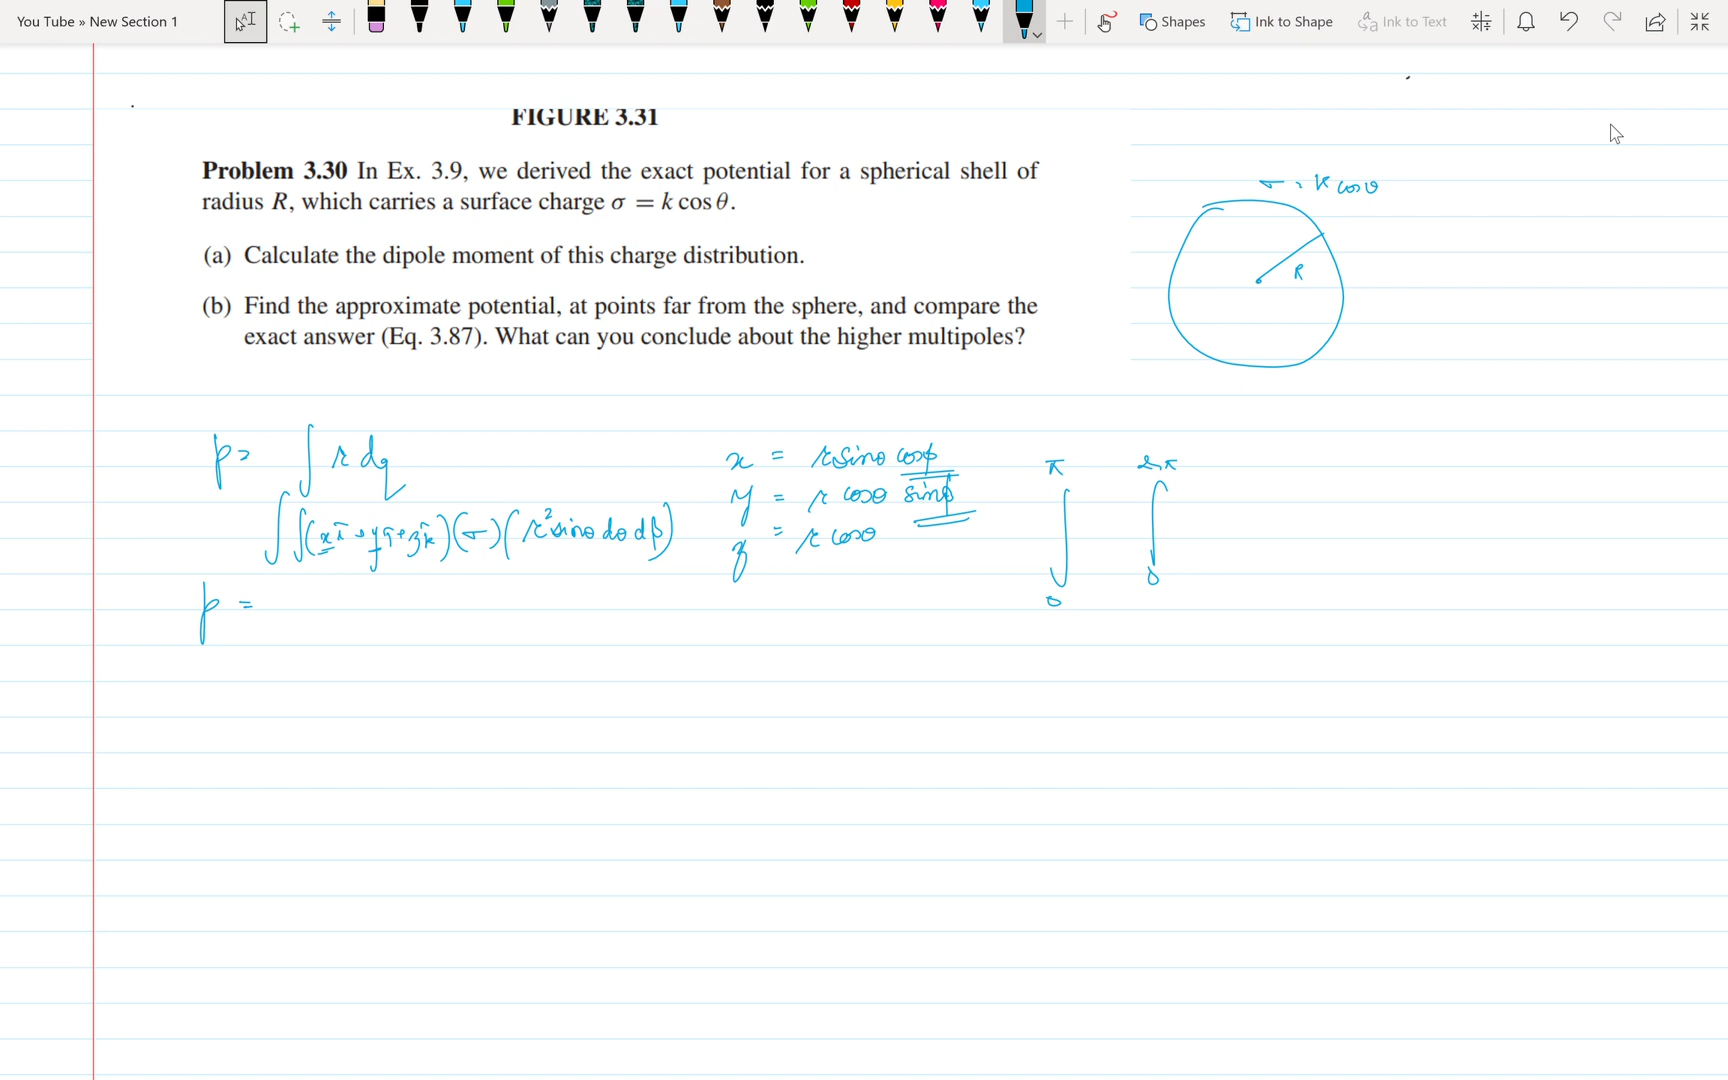 You Tube » New Section 1
Shapes
Ink to Shape
Ink to Text
FIGURE 3.31
Problem 3.30 In Ex. 3.9, we derived the exact potential for a spherical shell of
radius R, which carries a surface charge σ = k cos θ.
(a) Calculate the dipole moment of this charge distribution.
(b) Find the approximate potential, at points far from the sphere, and compare the
exact answer (Eq. 3.87). What can you conclude about the higher multipoles?
σ = k cosθ
R
p = ∫ r dq
∫∫(xî + yĵ + zk̂)(σ)(r² sinθ dθ dφ)
p =
x = r sinθ cosφ
y = r cosθ sinφ
z = r cosθ
∫₀^π ∫₀^2π